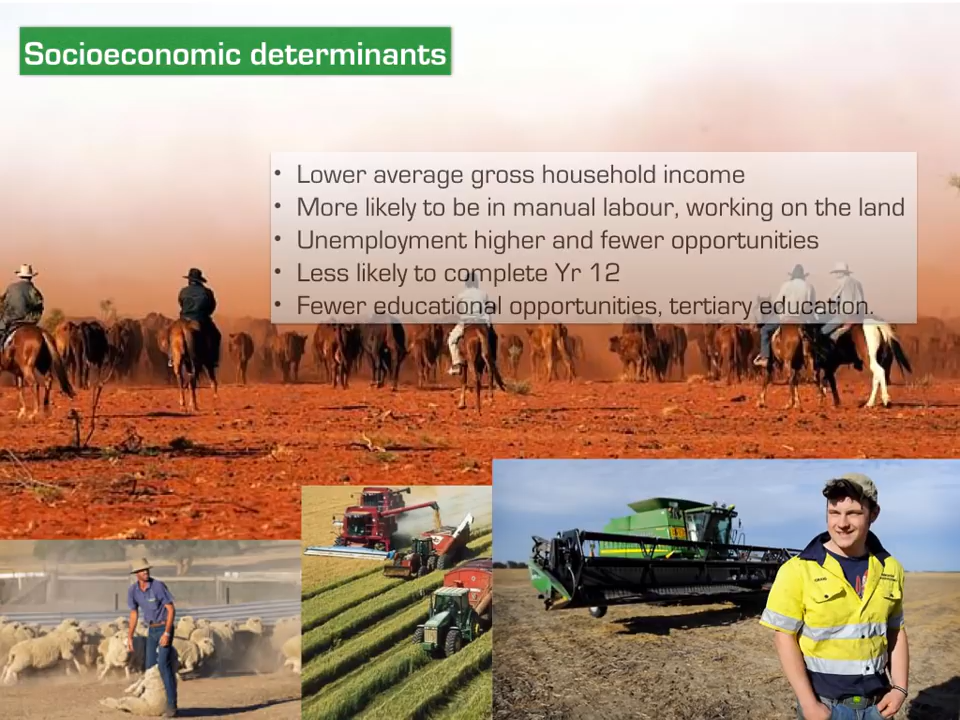 Socioeconomic determinants
• Lower average gross household income
• More likely to be in manual labour, working on the land
• Unemployment higher and fewer opportunities
• Less likely to complete Yr 12
• Fewer educational opportunities, tertiary education.